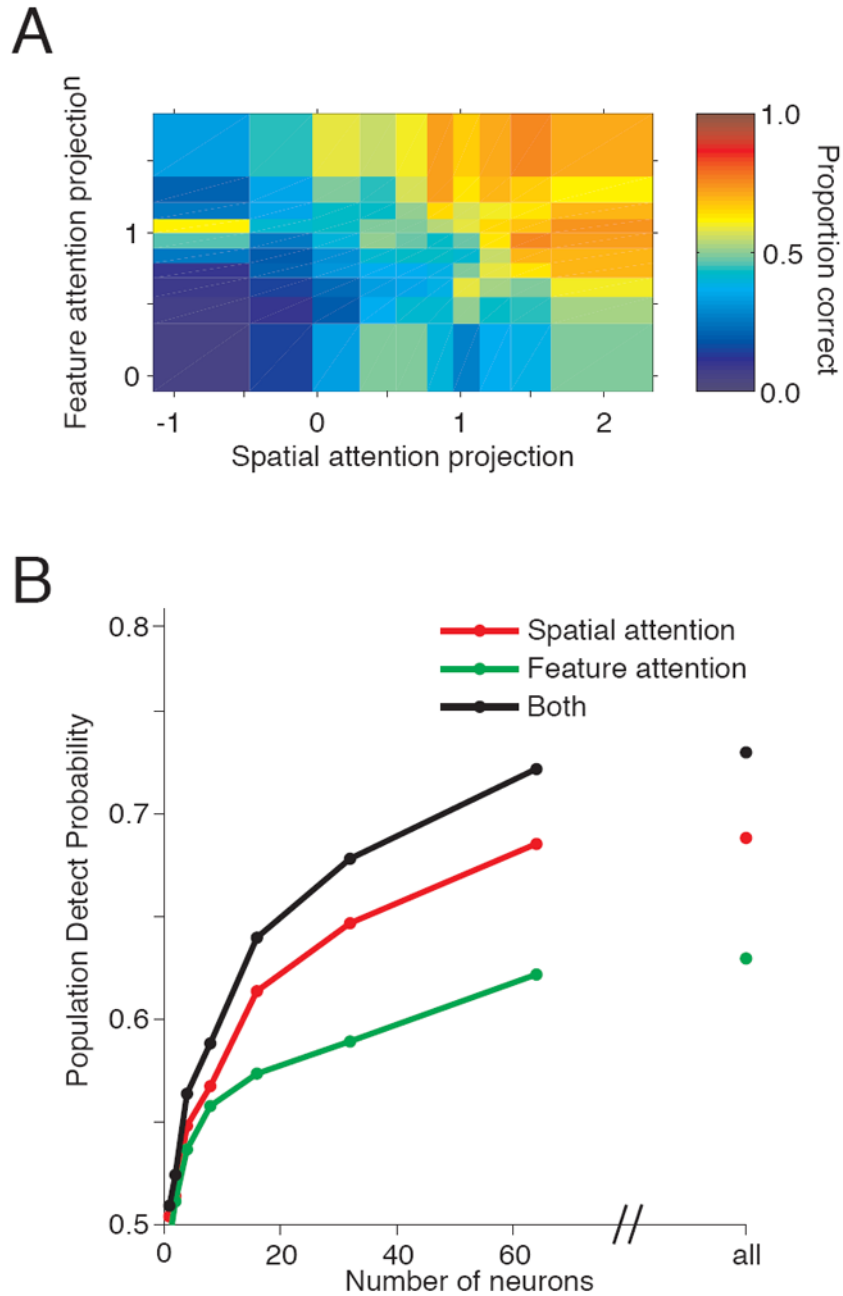 A
Feature attention projection
1
0
-1
0
1
2
Spatial attention projection
1.0
0.5
0.0
Proportion correct
B
Population Detect Probability
0.8
0.7
0.6
0.5
Spatial attention
Feature attention
Both
0
20
40
60
all
Number of neurons